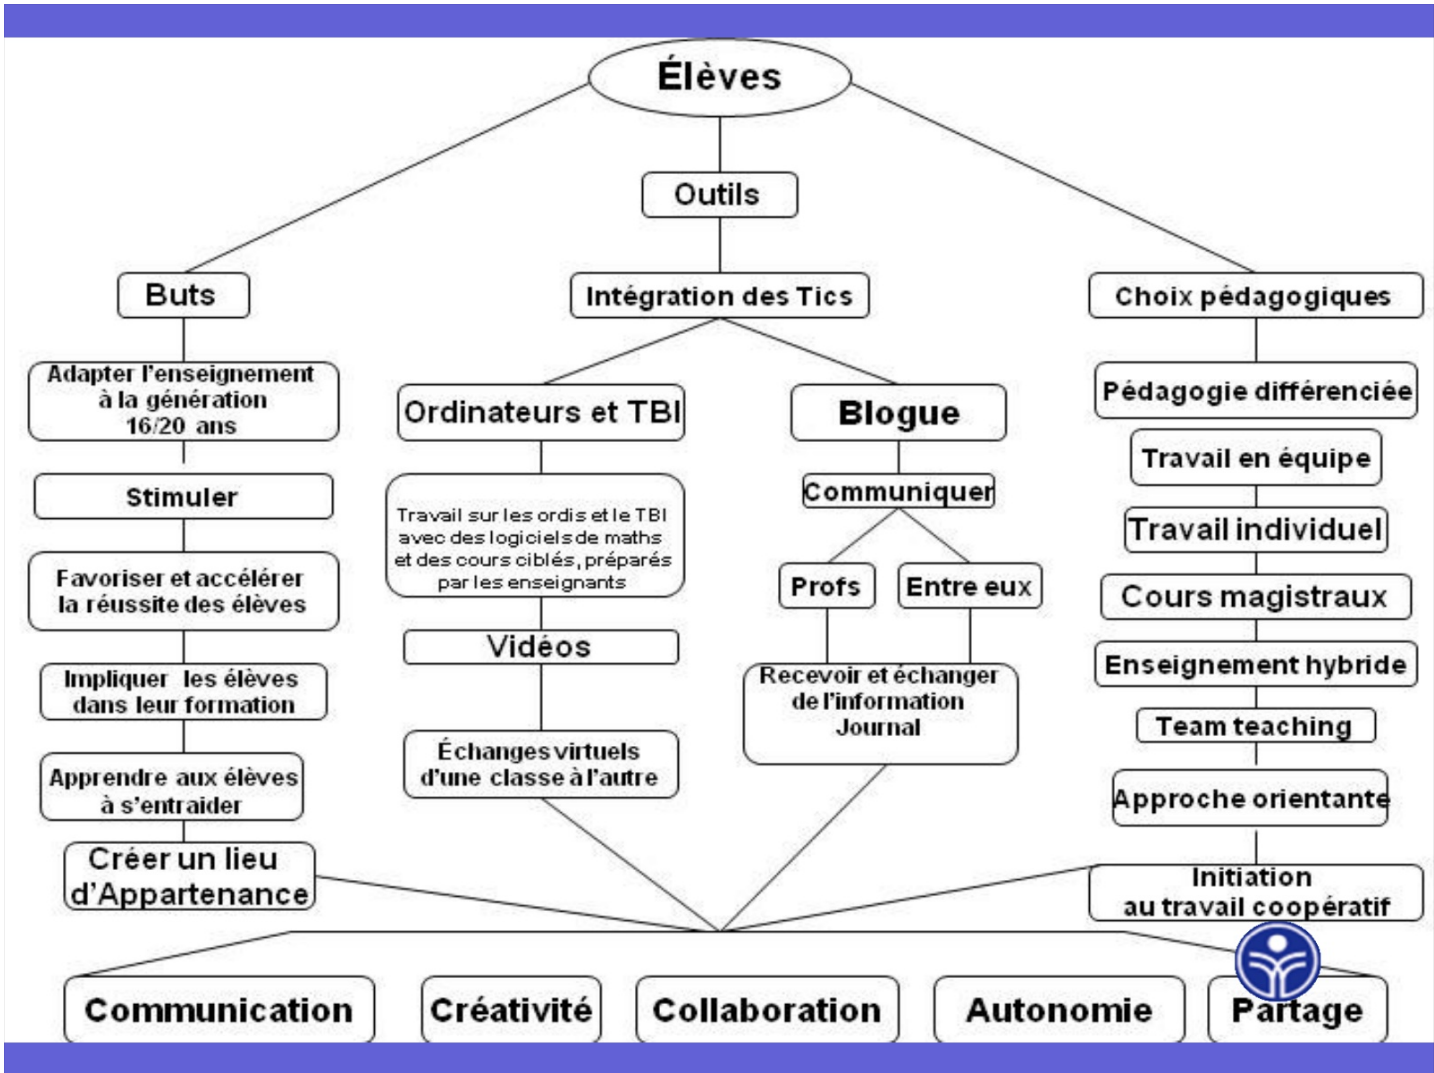 Élèves
Outils
Buts
Intégration des Tics
Choix pédagogiques
Adapter l'enseignement
à la génération
16/20 ans
Stimuler
Favoriser et accélérer
la réussite des élèves
Impliquer les élèves
dans leur formation
Apprendre aux élèves
à s'entraider
Créer un lieu
d'Appartenance
Ordinateurs et TBI
Travail sur les ordis et le TBI
avec des logiciels de maths
et des cours ciblés, préparés
par les enseignants
Vidéos
Échanges virtuels
d'une classe à l'autre
Blogue
Communiquer
Profs
Entre eux
Recevoir et échanger
de l'information
Journal
Pédagogie différenciée
Travail en équipe
Travail individuel
Cours magistraux
Enseignement hybride
Team teaching
Approche orientante
Initiation
au travail coopératif
Communication
Créativité
Collaboration
Autonomie
Partage